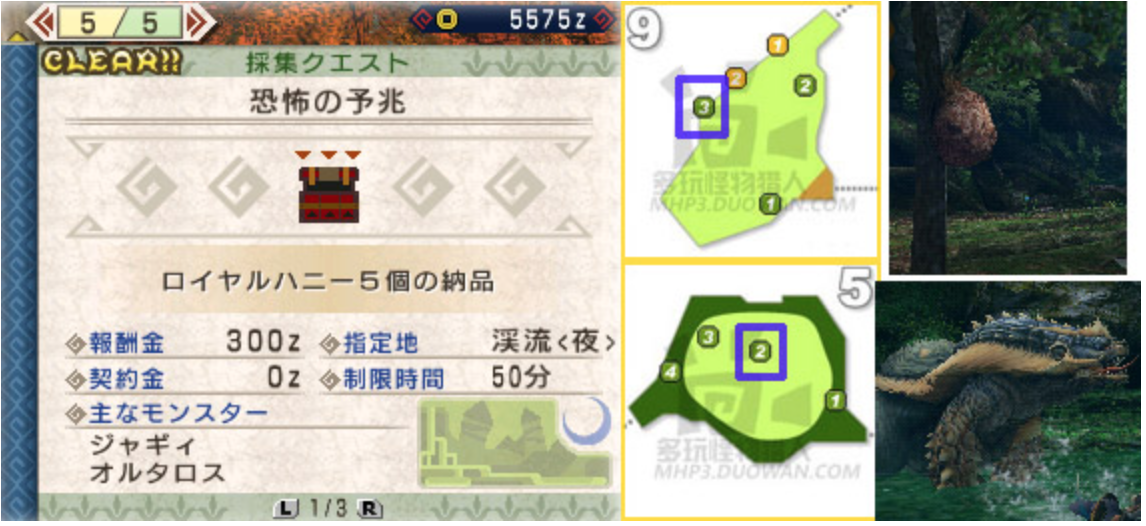 5 / 5
5575z
CLEAR!!
採集クエスト
恐怖の予兆
ロイヤルハニー5個の納品
報酬金 300z 指定地 渓流<夜>
契約金 0z 制限時間 50分
主なモンスター
ジャギィ
オルタロス
L 1/3 R
9
1
2
2
3
多玩怪物猎人
MHP3.DUOWAN.COM
1
5
3
2
4
1
多玩怪物猎人
MHP3.DUOWAN.COM